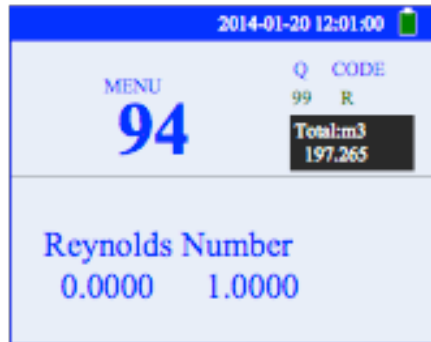 2014-01-20 12:01:00
MENU
94
Q CODE
99 R
Total:m3
197.265
Reynolds Number
0.0000 1.0000